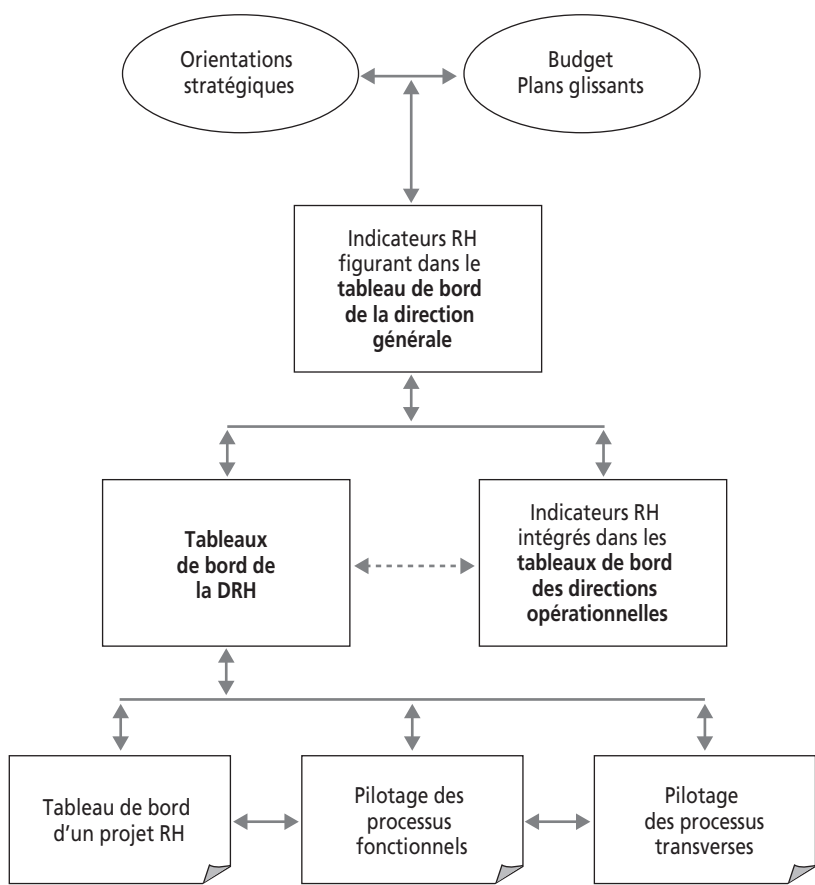 Orientations
stratégiques
Budget
Plans glissants
Indicateurs RH
figurant dans le
tableau de bord
de la direction
générale
Tableaux
de bord de
la DRH
Indicateurs RH
intégrés dans les
tableaux de bord
des directions
opérationnelles
Tableau de bord
d'un projet RH
Pilotage des
processus
fonctionnels
Pilotage
des processus
transverses